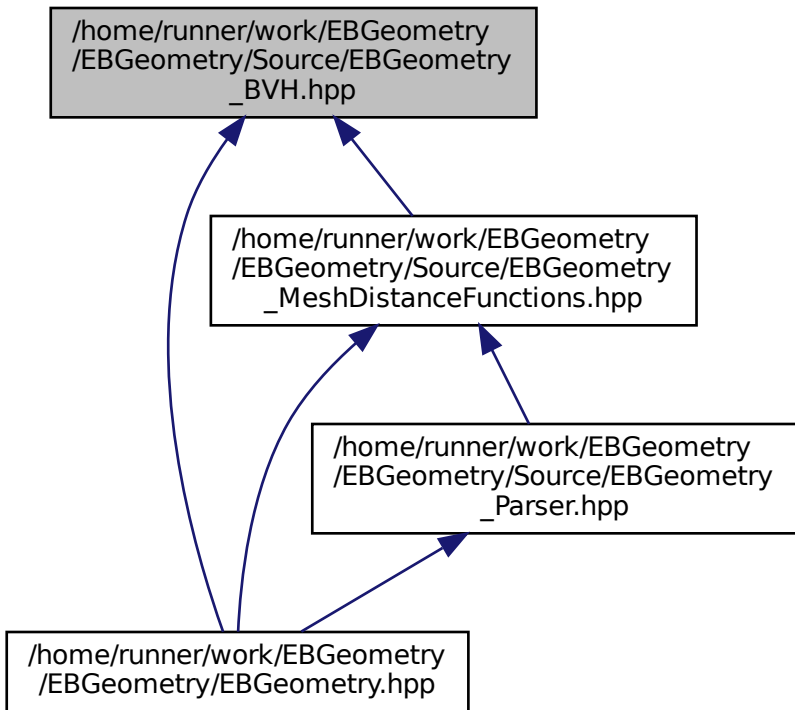 /home/runner/work/EBGeometry
/EBGeometry/Source/EBGeometry
_BVH.hpp
/home/runner/work/EBGeometry
/EBGeometry/Source/EBGeometry
_MeshDistanceFunctions.hpp
/home/runner/work/EBGeometry
/EBGeometry/Source/EBGeometry
_Parser.hpp
/home/runner/work/EBGeometry
/EBGeometry/EBGeometry.hpp